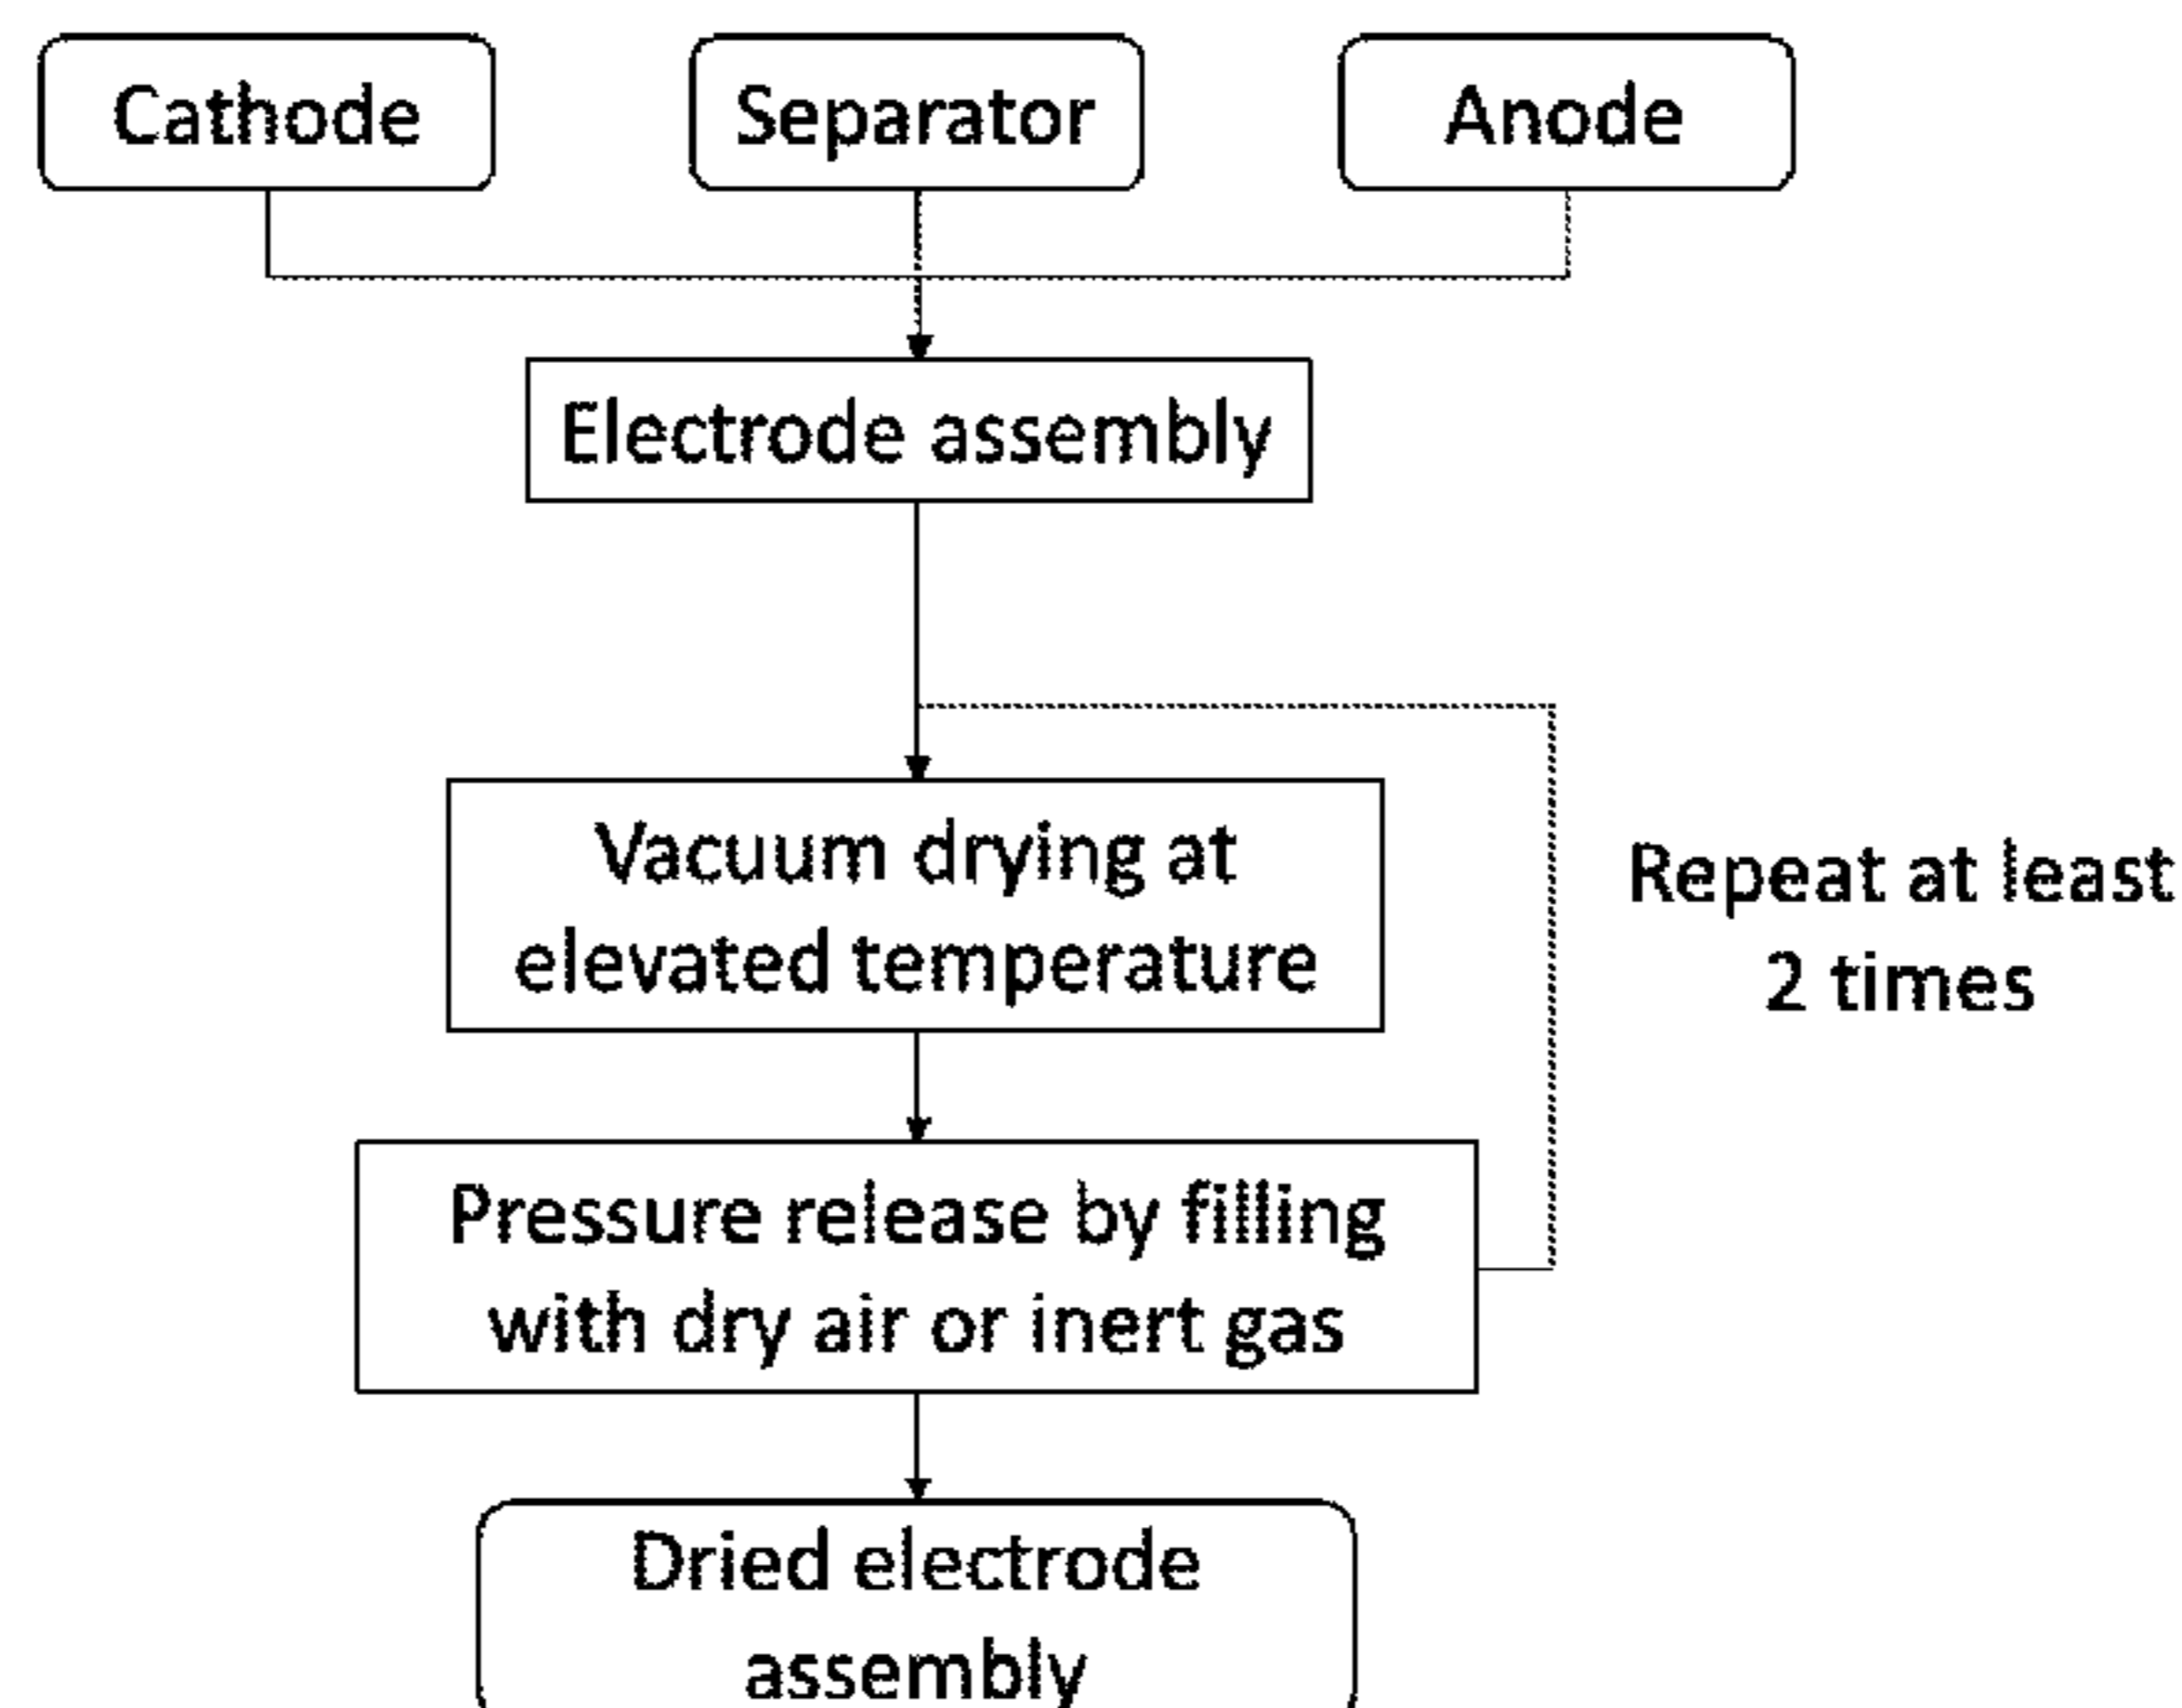 Cathode
Separator
Anode
Electrode assembly
Vacuum drying at
elevated temperature
Repeat at least
2 times
Pressure release by filling
with dry air or inert gas
Dried electrode
assembly